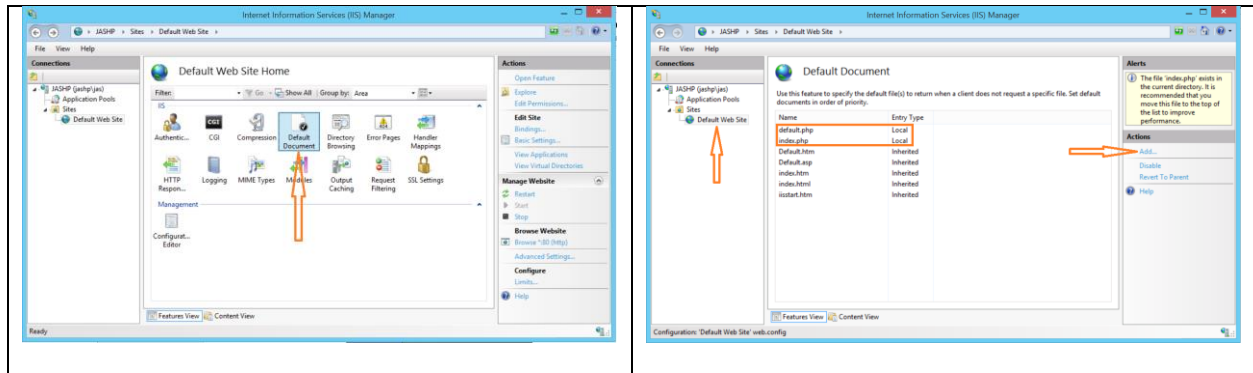 Internet Information Services (IIS) Manager
JASHP
Sites
Default Web Site
File View Help
Connections
JASHP (jashp\jas)
Application Pools
Sites
Default Web Site
Default Web Site Home
Filter: Go Show All Group by: Area
IIS
Authentic... CGI Compression Default Document Directory Browsing Error Pages Handler Mappings
HTTP Respon... Logging MIME Types Modules Output Caching Request Filtering SSL Settings
Management
Configurat... Editor
Features View Content View
Ready
Actions
Open Feature
Explore
Edit Permissions...
Edit Site
Bindings...
Basic Settings...
View Applications
View Virtual Directories
Manage Website
Restart
Start
Stop
Browse Website
Browse *:80 (http)
Advanced Settings...
Configure
Limits...
Help
Internet Information Services (IIS) Manager
JASHP
Sites
Default Web Site
File View Help
Connections
JASHP (jashp\jas)
Application Pools
Sites
Default Web Site
Default Document
Use this feature to specify the default file(s) to return when a client does not request a specific file. Set default
documents in order of priority.
Name Entry Type
default.php Local
index.php Local
Default.htm Inherited
Default.asp Inherited
index.htm Inherited
index.html Inherited
iisstart.htm Inherited
Features View Content View
Configuration: 'Default Web Site' web.config
Alerts
The file 'index.php' exists in
the current directory. It is
recommended that you
move this file to the top of
the list to improve
performance.
Actions
Add...
Disable
Revert To Parent
Help